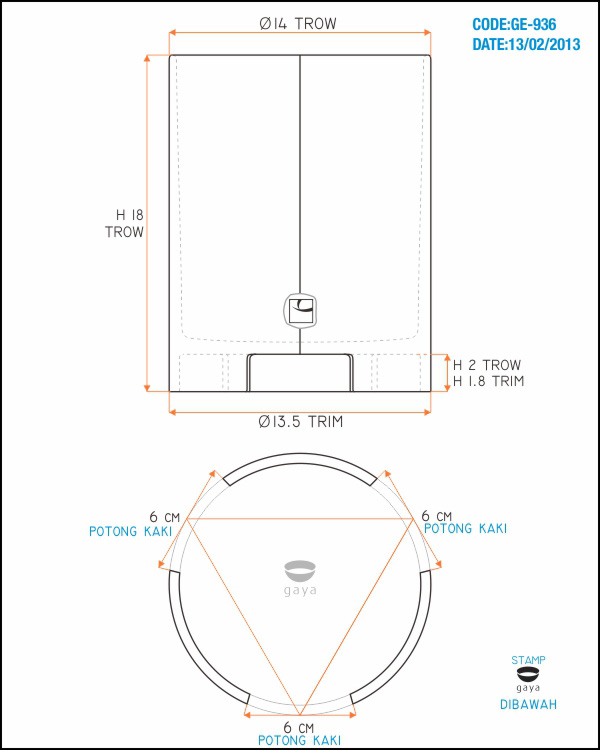 Ø14 TROW
CODE:GE-936
DATE:13/02/2013
H 18
TROW
H 2 TROW
H 1.8 TRIM
Ø13.5 TRIM
6 CM
POTONG KAKI
6 CM
POTONG KAKI
gaya
6 CM
POTONG KAKI
STAMP
gaya
DIBAWAH